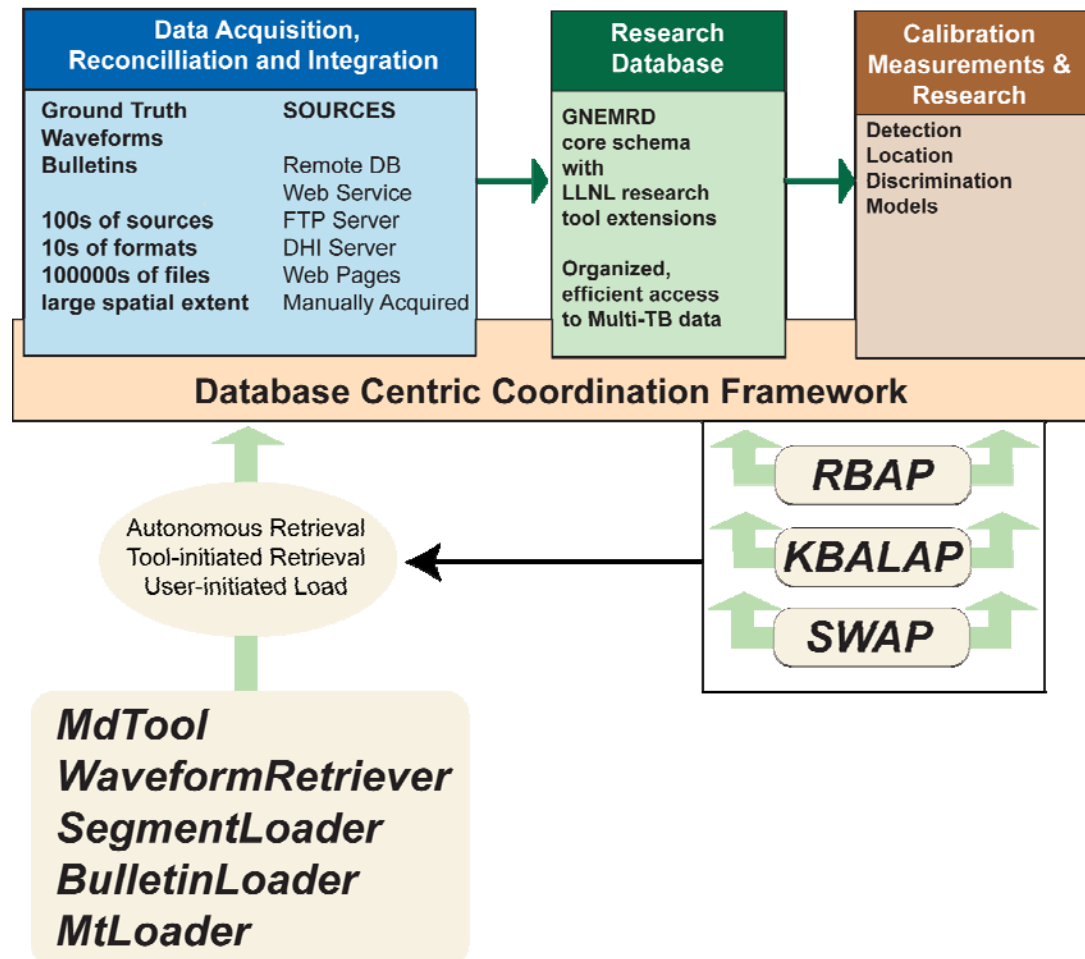 Data Acquisition,
Reconcilliation and Integration
Ground Truth
Waveforms
Bulletins
100s of sources
10s of formats
100000s of files
large spatial extent
SOURCES
Remote DB
Web Service
FTP Server
DHI Server
Web Pages
Manually Acquired
Research
Database
GNEMRD
core schema
with
LLNL research
tool extensions
Organized,
efficient access
to Multi-TB data
Calibration
Measurements &
Research
Detection
Location
Discrimination
Models
Database Centric Coordination Framework
Autonomous Retrieval
Tool-initiated Retrieval
User-initiated Load
RBAP
KBALAP
SWAP
MdTool
WaveformRetriever
SegmentLoader
BulletinLoader
MtLoader